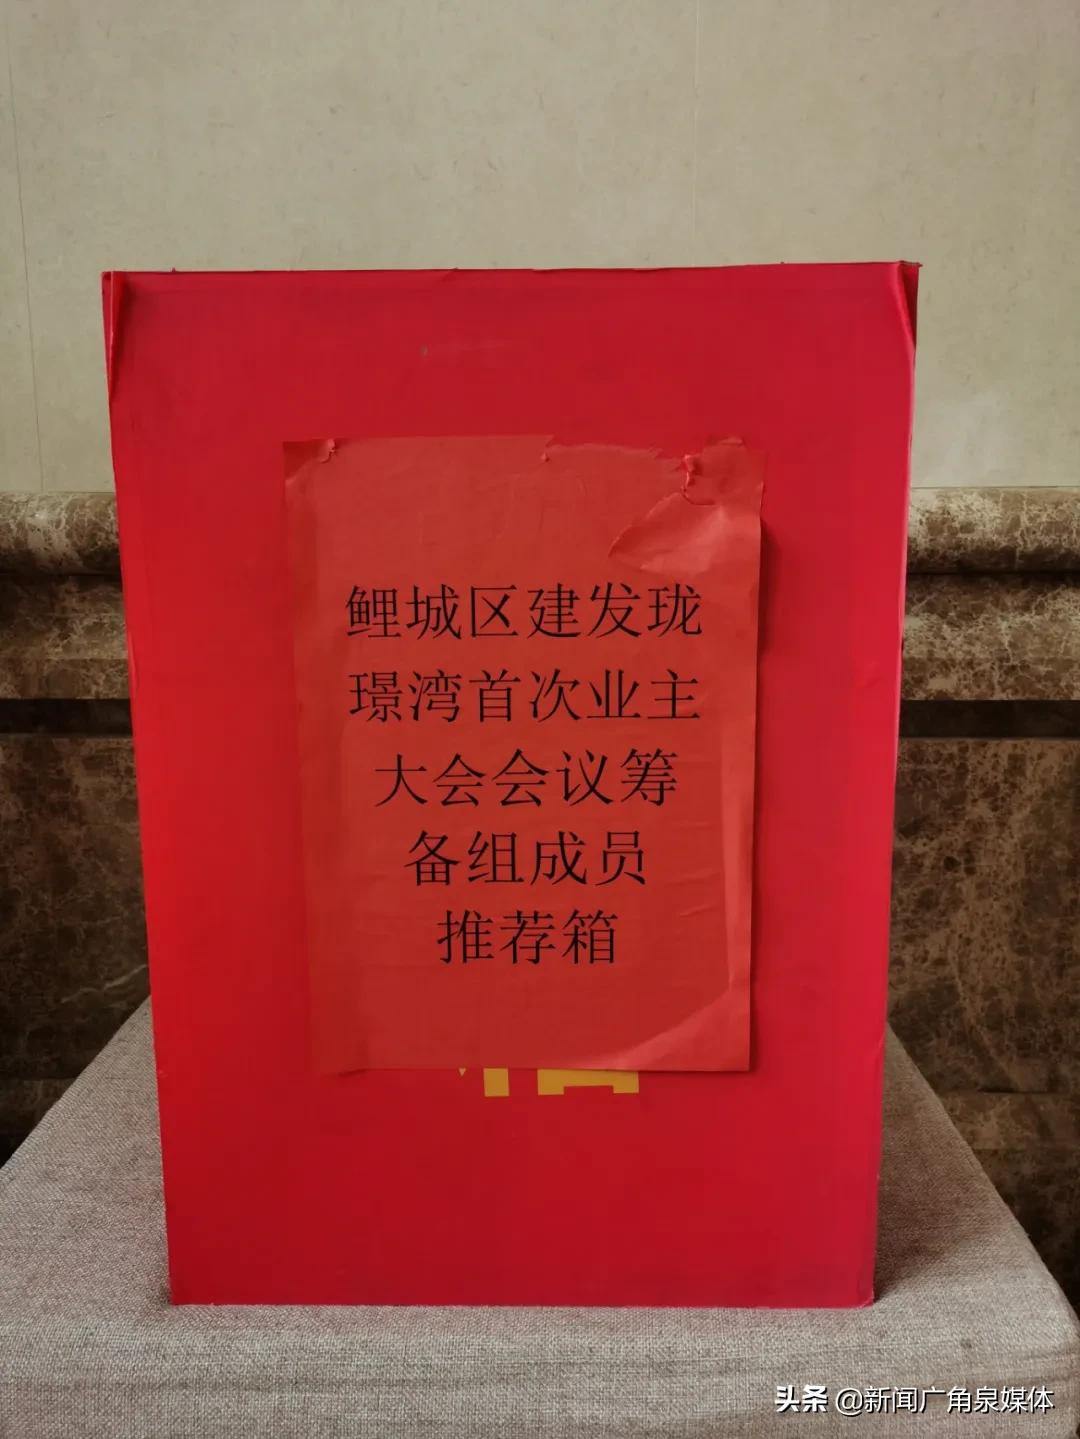 鲤城区建发珑
璟湾首次业主
大会会议筹
备组成员
推荐箱
头条 @新闻广角泉媒体